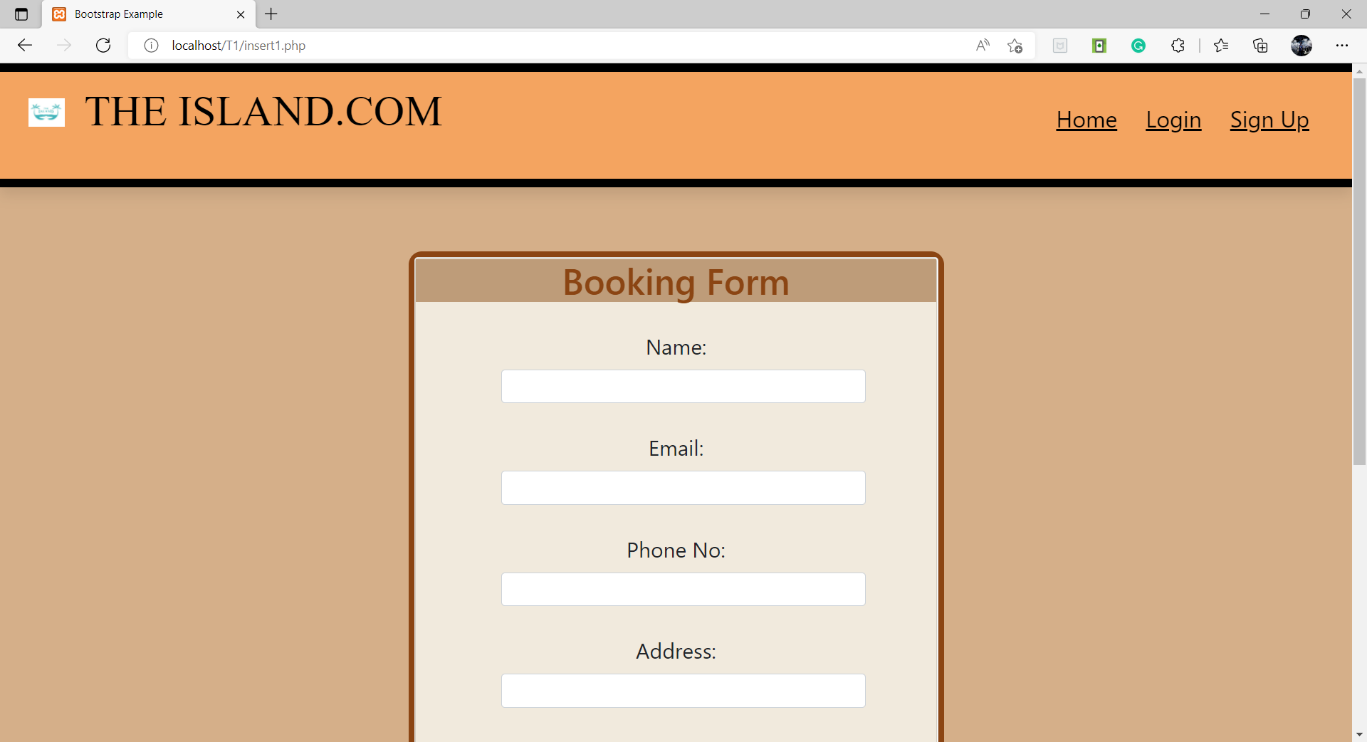 Bootstrap Example
localhost/T1/insert1.php
THE ISLAND.COM
Home Login Sign Up
Booking Form
Name:
Email:
Phone No:
Address: